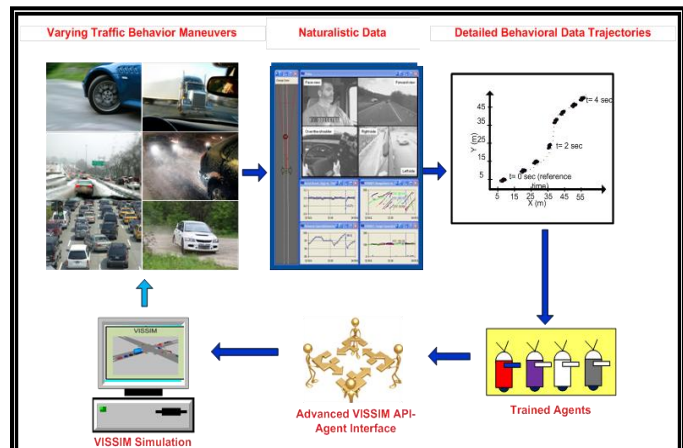 Varying Traffic Behavior Maneuvers
Naturalistic Data
Detailed Behavioral Data Trajectories
Y (m)
45
35
25
15
5
t= 4 sec
t= 2 sec
t= 0 sec (reference
time)
5 15 25 35 45 55
X (m)
VISSIM
VISSIM Simulation
Advanced VISSIM API-
Agent Interface
Trained Agents